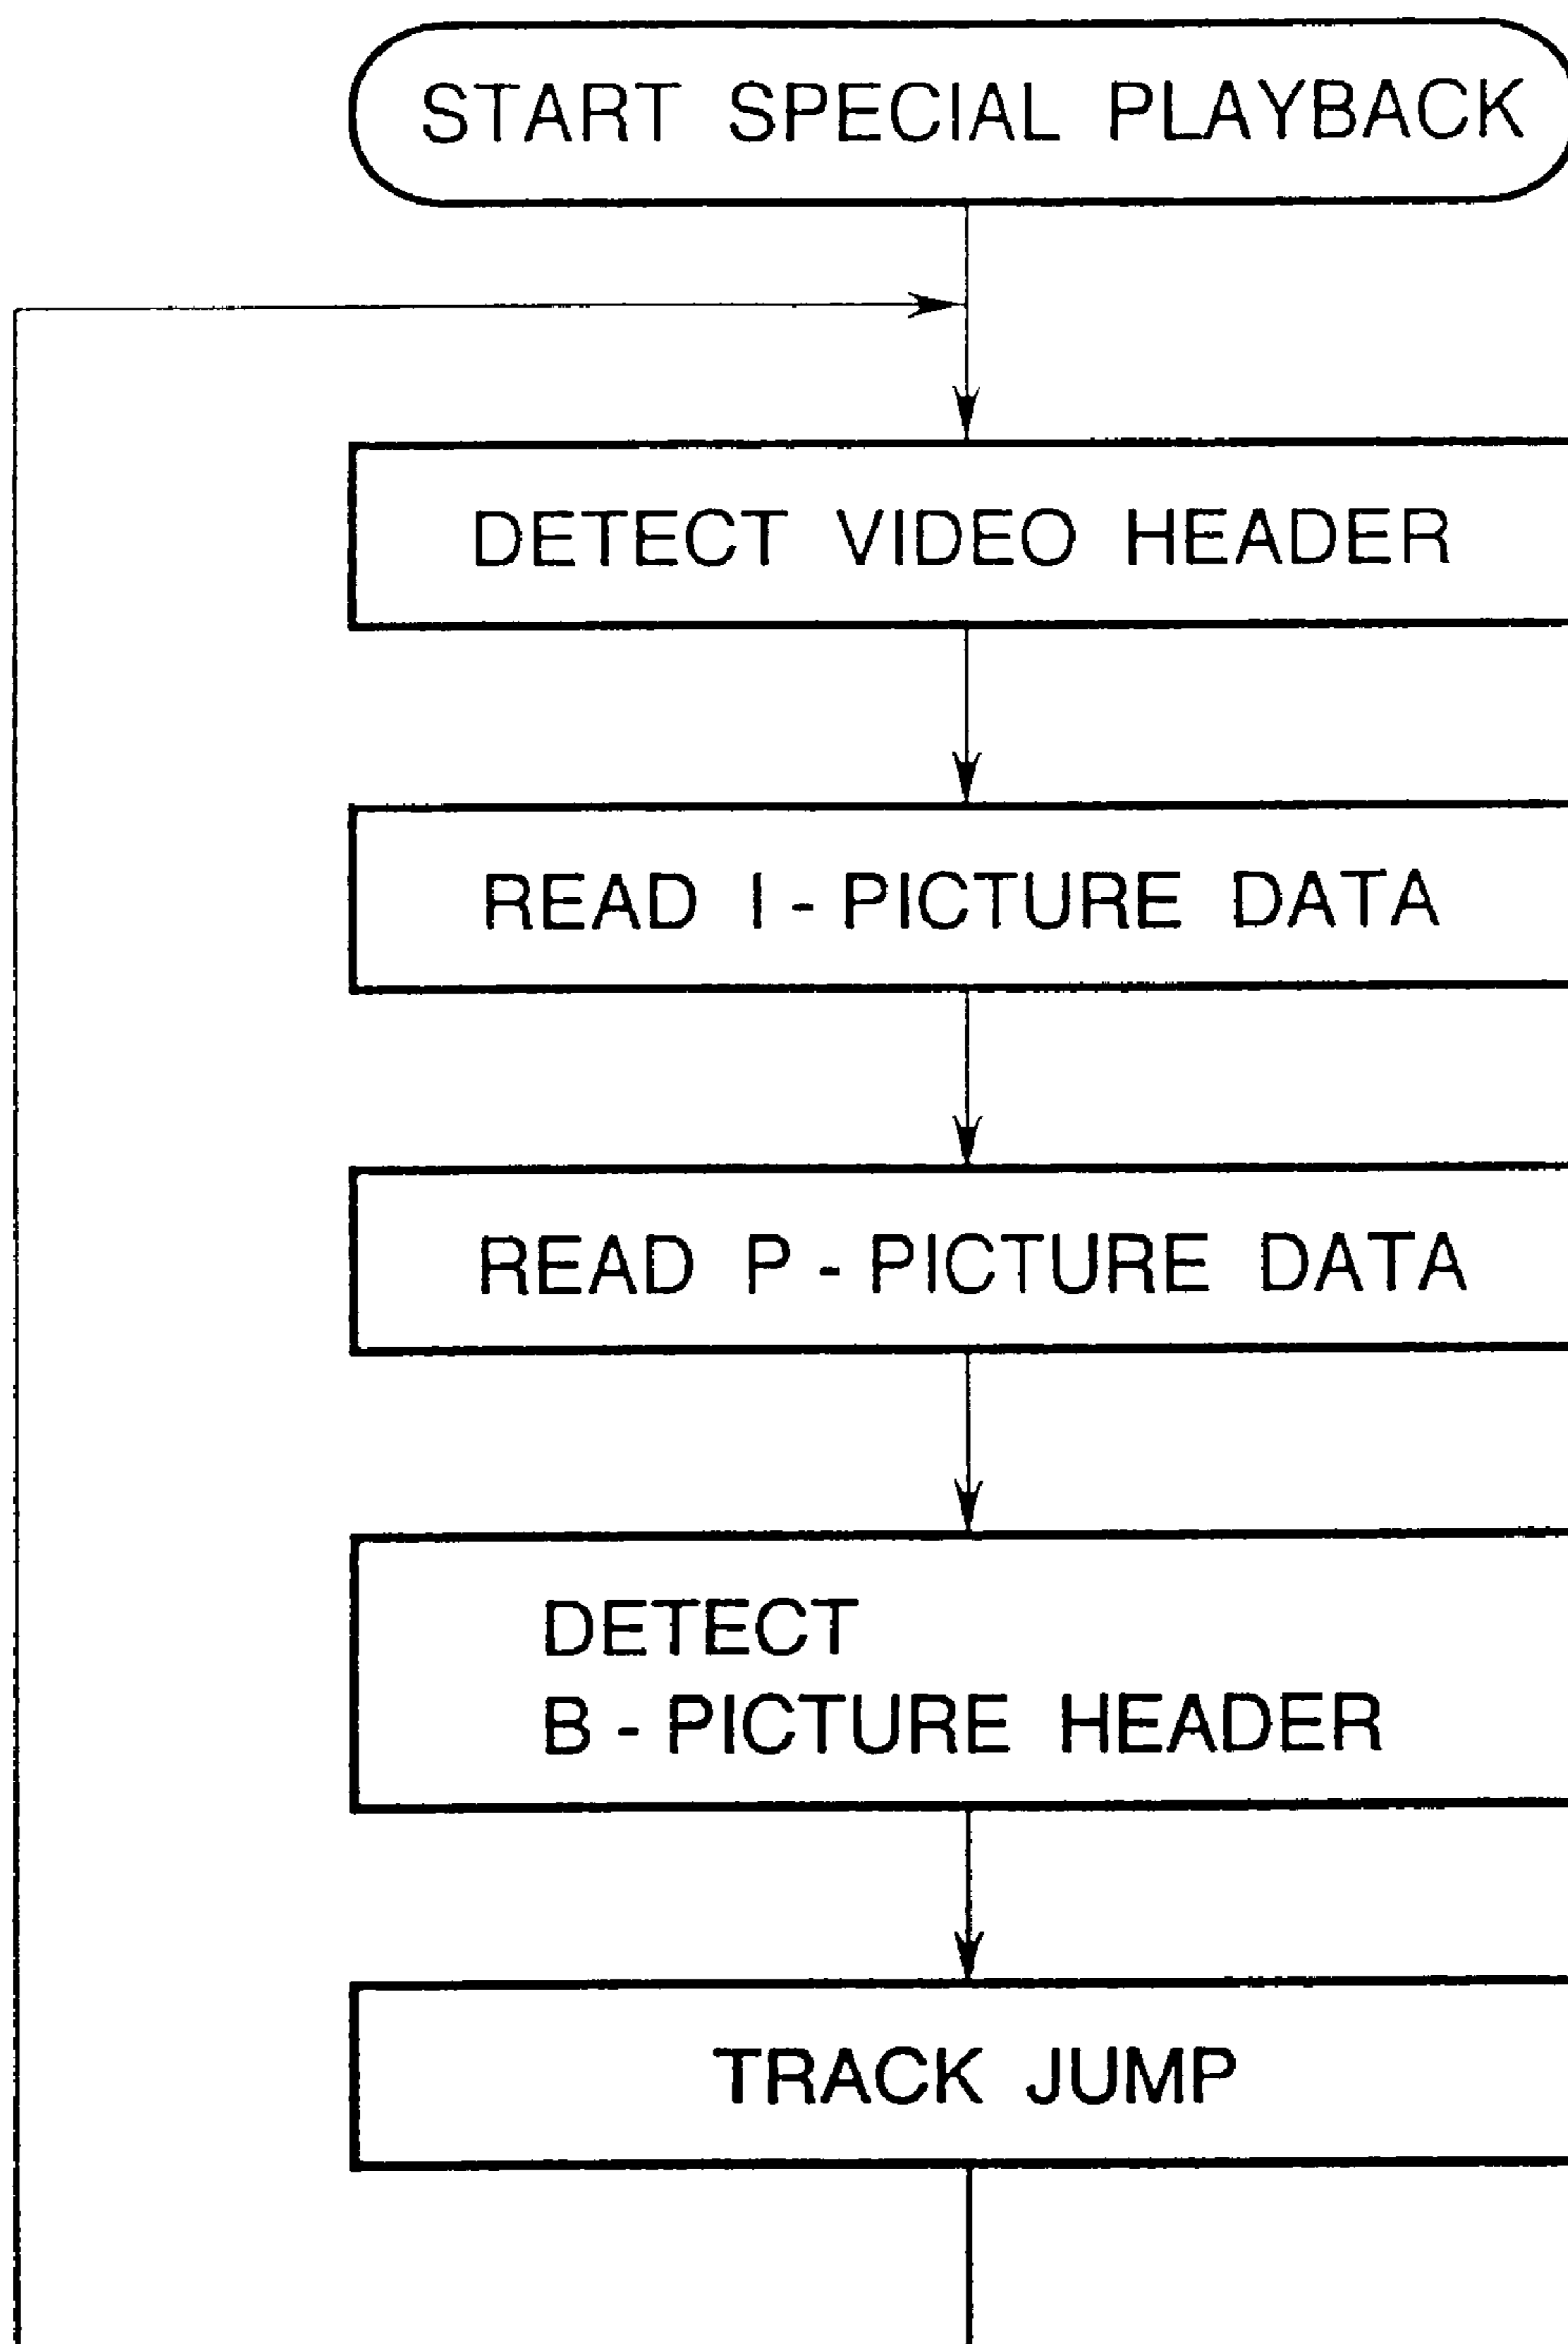 START SPECIAL PLAYBACK
DETECT VIDEO HEADER
READ I - PICTURE DATA
READ P - PICTURE DATA
DETECT
B - PICTURE HEADER
TRACK JUMP